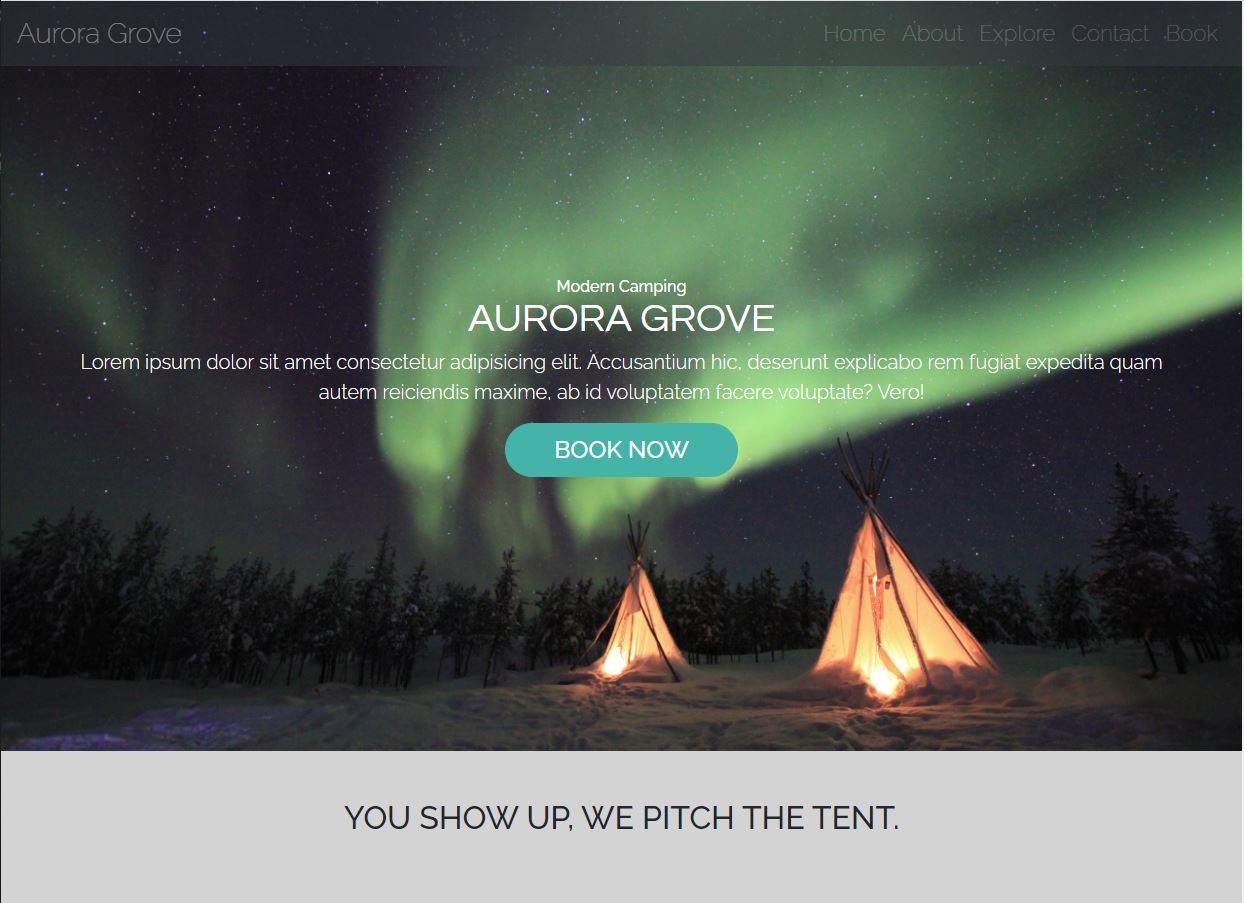 Aurora Grove
Home About Explore Contact Book
Modern Camping
AURORA GROVE
Lorem ipsum dolor sit amet consectetur adipisicing elit. Accusantium hic, deserunt explicabo rem fugiat expedita quam
autem reiciendis maxime, ab id voluptatem facere voluptate? Vero!
BOOK NOW
YOU SHOW UP, WE PITCH THE TENT.